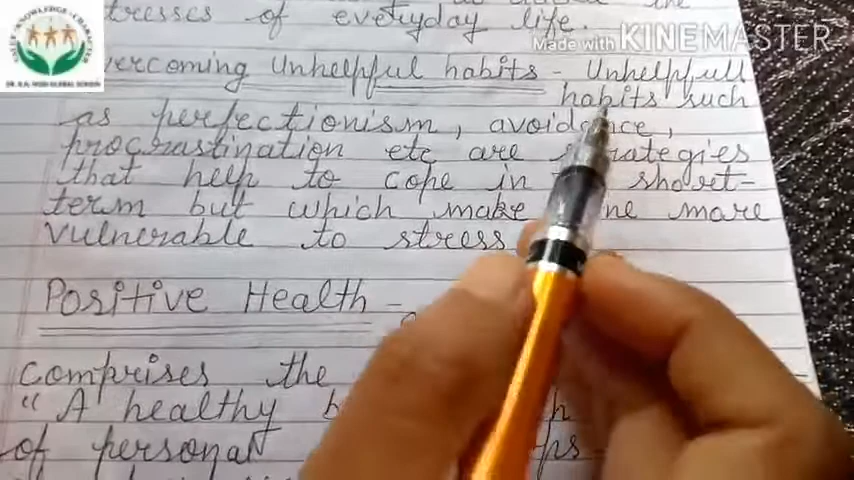 stresses of everyday life.
Made with KINEMASTER
vercoming Unhelpful habits - Unhelpfull
habits such
as perfectionism, avoidance,
procrastination etc are strategies
that help to cope in short-
term but which make one more
vulnerable to stress
Positive Health -
comprises the
" A healthy
of personal